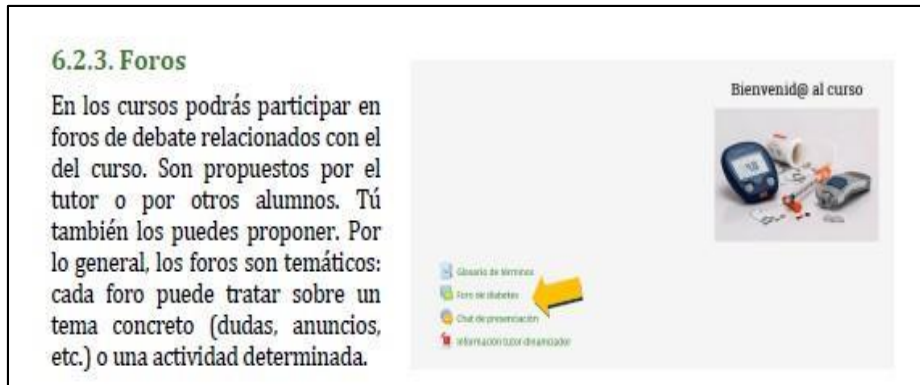 6.2.3. Foros
En los cursos podrás participar en
foros de debate relacionados con el
del curso. Son propuestos por el
tutor o por otros alumnos. Tú
también los puedes proponer. Por
lo general, los foros son temáticos:
cada foro puede tratar sobre un
tema concreto (dudas, anuncios,
etc.) o una actividad determinada.
Bienvenid@ al curso
Glosario de términos
Foro de diabetes
Chat de presentación
Información tutor dinamizador